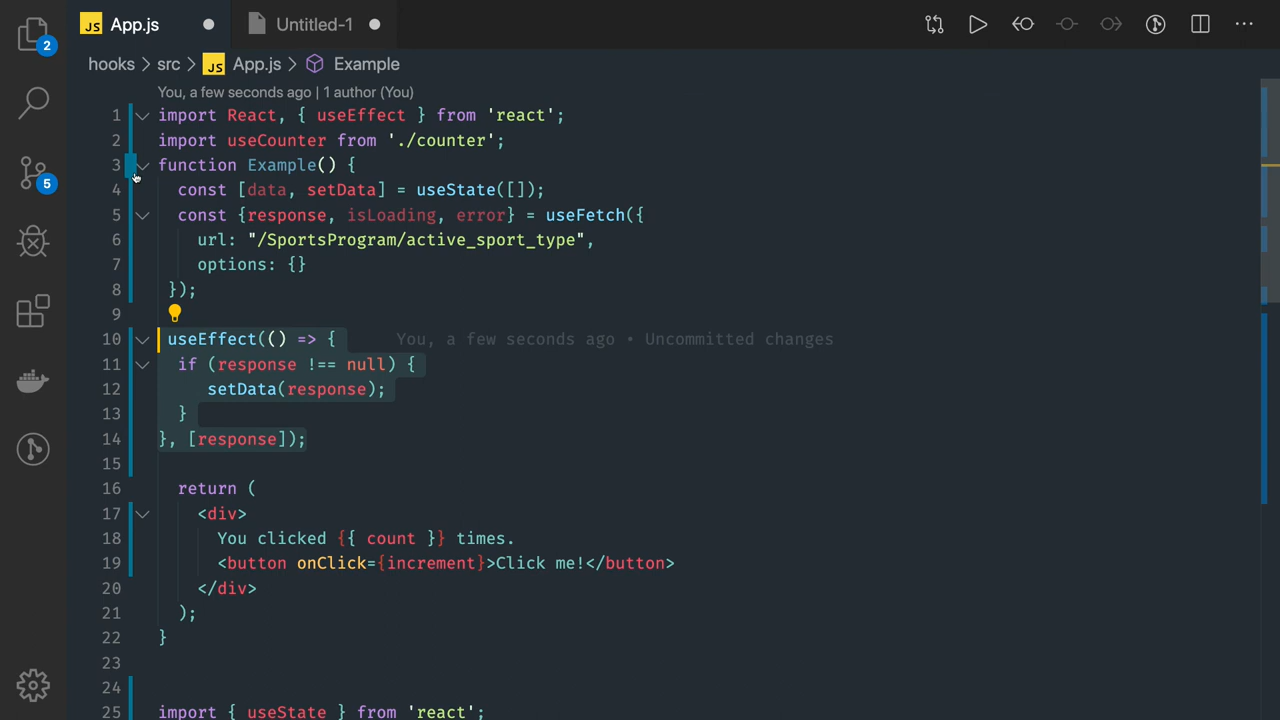 JS App.js
Untitled-1
2
hooks > src > JS App.js > Example
You, a few seconds ago | 1 author (You)
1 import React, { useEffect } from 'react';
2 import useCounter from './counter';
3 function Example() {
4 const [data, setData] = useState([]);
5 const {response, isLoading, error} = useFetch({
5
6 url: "/SportsProgram/active_sport_type",
7 options: {}
8 });
9
10 useEffect(() => { You, a few seconds ago • Uncommitted changes
11 if (response !== null) {
12 setData(response);
13 }
14 }, [response]);
15
16 return (
17 <div>
18 You clicked {{ count }} times.
19 <button onClick={increment}>Click me!</button>
20 </div>
21 );
22 }
23
24
25 import { useState } from 'react';